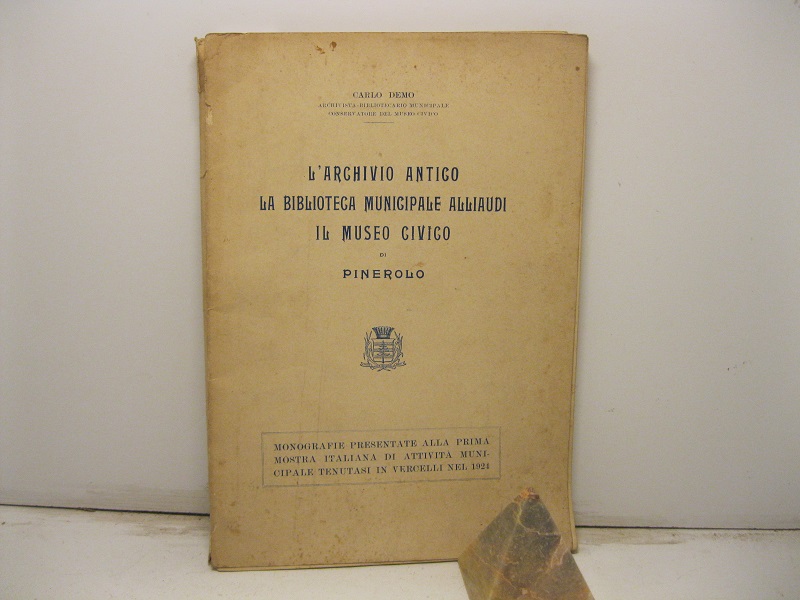 CARLO DEMO
ARCHIVISTA-BIBLIOTECARIO MUNICIPALE
CONSERVATORE DEL MUSEO CIVICO
L'ARCHIVIO ANTICO
LA BIBLIOTECA MUNICIPALE ALLIAUDI
IL MUSEO CIVICO
DI
PINEROLO
MONOGRAFIE PRESENTATE ALLA PRIMA
MOSTRA ITALIANA DI ATTIVITÀ MUNI-
CIPALE TENUTASI IN VERCELLI NEL 1924